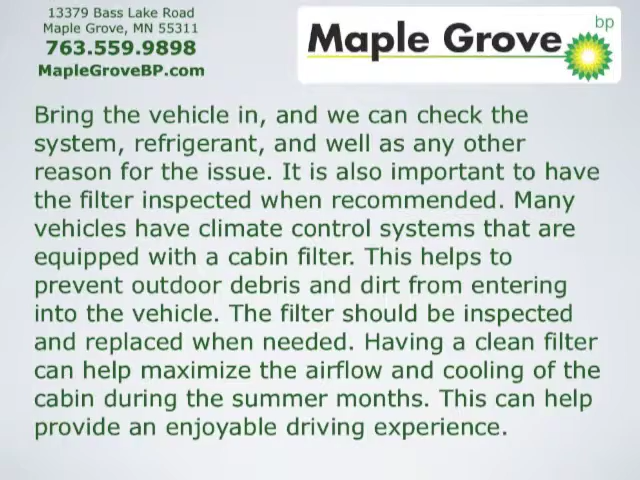 13379 Bass Lake Road
Maple Grove, MN 55311
763.559.9898
MapleGroveBP.com
Maple Grove
bp
Bring the vehicle in, and we can check the
system, refrigerant, and well as any other
reason for the issue. It is also important to have
the filter inspected when recommended. Many
vehicles have climate control systems that are
equipped with a cabin filter. This helps to
prevent outdoor debris and dirt from entering
into the vehicle. The filter should be inspected
and replaced when needed. Having a clean filter
can help maximize the airflow and cooling of the
cabin during the summer months. This can help
provide an enjoyable driving experience.